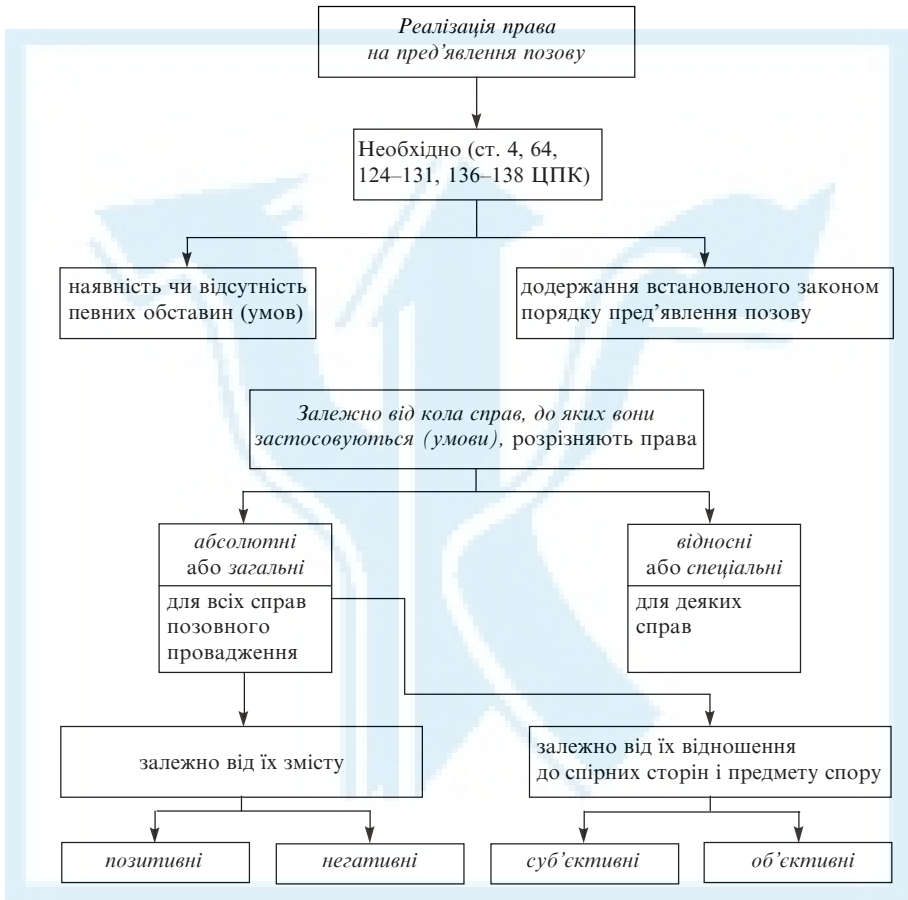 Реалізація права
на пред’явлення позову
Необхідно (ст. 4, 64,
124–131, 136–138 ЦПК)
наявність чи відсутність
певних обставин (умов)
додержання встановленого законом
порядку пред’явлення позову
Залежно від кола справ, до яких вони
застосовуються (умови), розрізняють права
абсолютні
або загальні
для всіх справ
позовного
провадження
відносні
або спеціальні
для деяких
справ
залежно від їх змісту
залежно від їх відношення
до спірних сторін і предмету спору
позитивні
негативні
суб’єктивні
об’єктивні